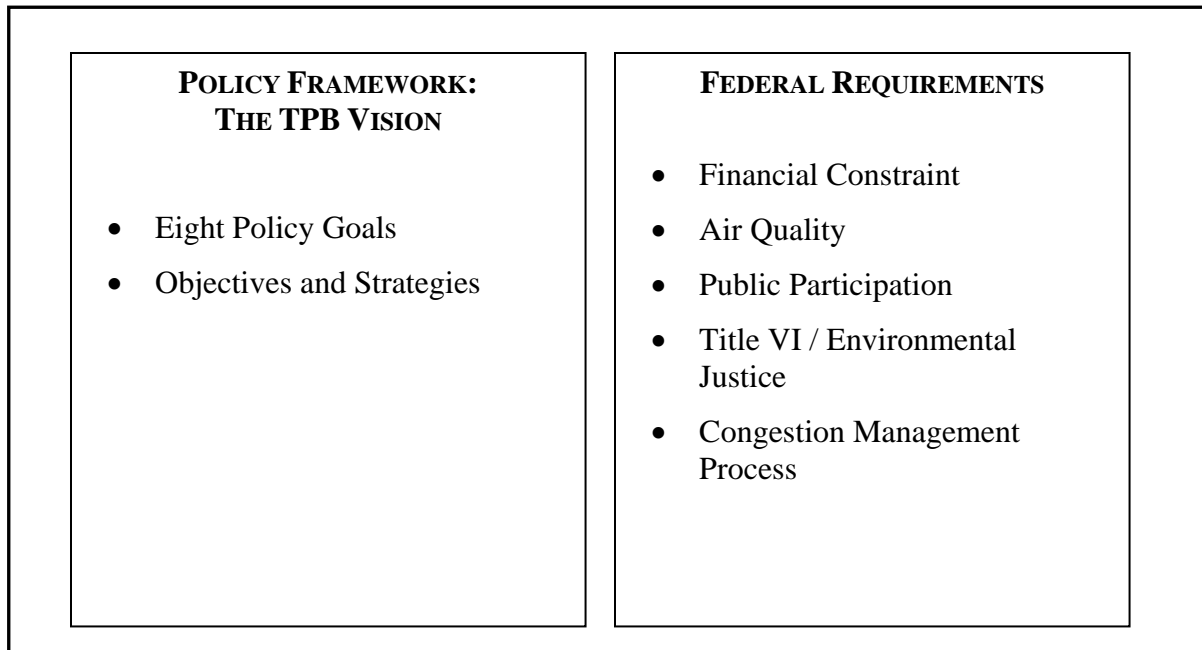 POLICY FRAMEWORK:
THE TPB VISION
• Eight Policy Goals
• Objectives and Strategies
FEDERAL REQUIREMENTS
• Financial Constraint
• Air Quality
• Public Participation
• Title VI / Environmental
Justice
• Congestion Management
Process